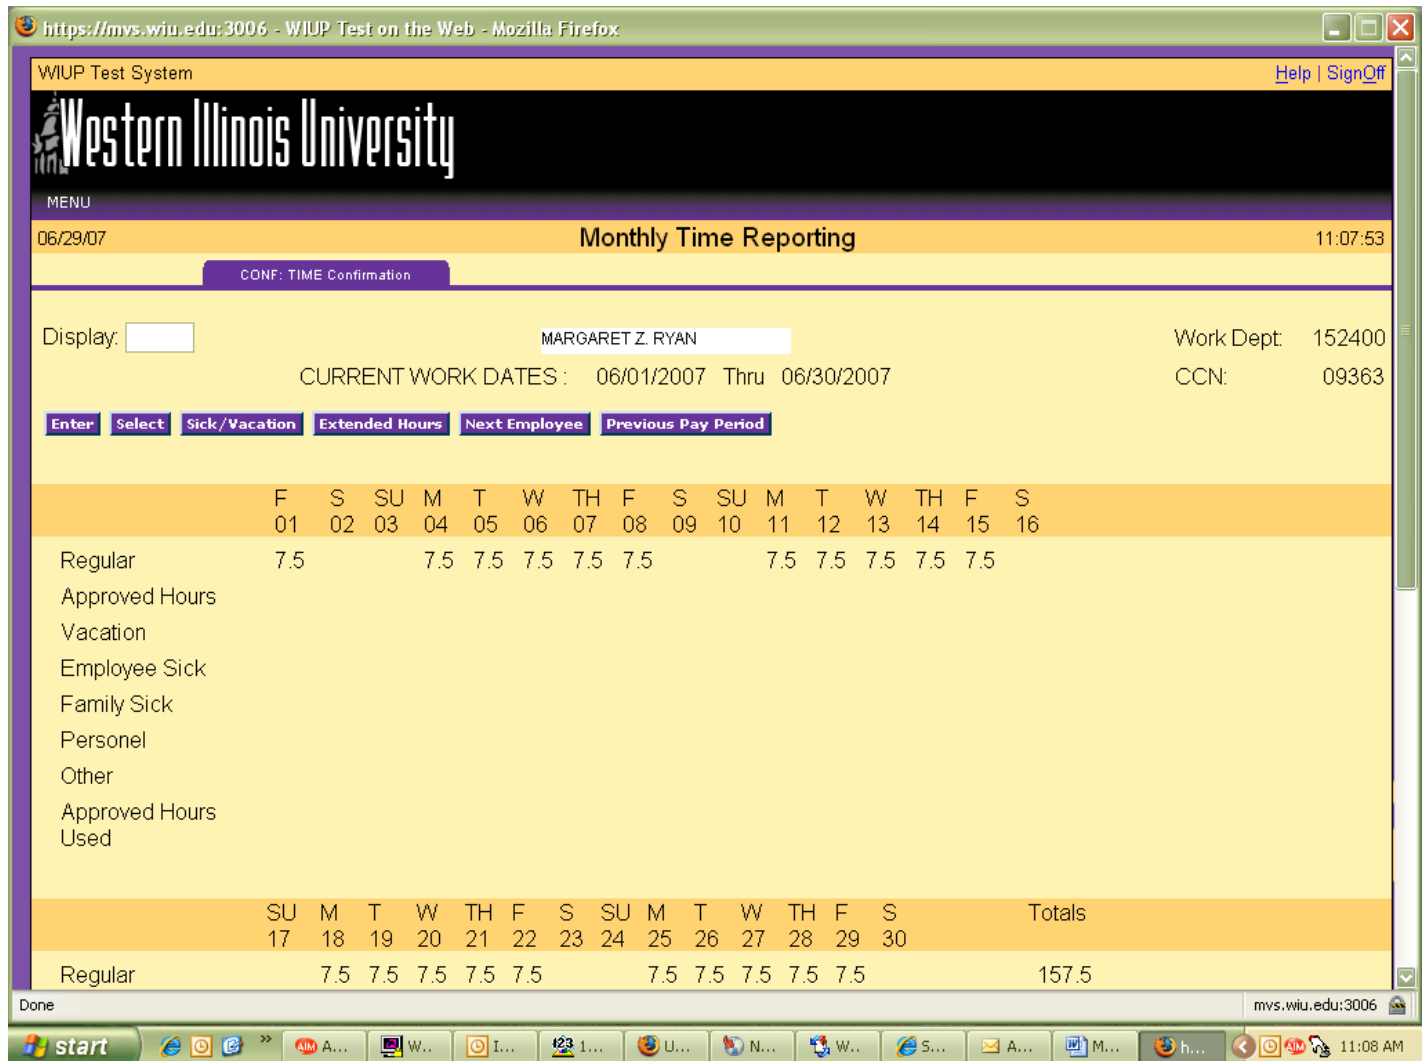 https://mvs.wiu.edu:3006 - WIUP Test on the Web - Mozilla Firefox
WIUP Test System Help | SignOff
Western Illinois University
MENU
06/29/07 Monthly Time Reporting 11:07:53
CONF: TIME Confirmation
Display: MARGARET Z. RYAN Work Dept: 152400
CURRENT WORK DATES : 06/01/2007 Thru 06/30/2007 CCN: 09363
Enter Select Sick/Vacation Extended Hours Next Employee Previous Pay Period
F S SU M T W TH F S SU M T W TH F S
01 02 03 04 05 06 07 08 09 10 11 12 13 14 15 16
Regular 7.5 7.5 7.5 7.5 7.5 7.5 7.5 7.5 7.5 7.5 7.5
Approved Hours
Vacation
Employee Sick
Family Sick
Personel
Other
Approved Hours
Used
SU M T W TH F S SU M T W TH F S Totals
17 18 19 20 21 22 23 24 25 26 27 28 29 30
Regular 7.5 7.5 7.5 7.5 7.5 7.5 7.5 7.5 7.5 7.5 157.5
Done mvs.wiu.edu:3006
start » A... W.. I... 1... U... N... W.. S... A... M... h... 11:08 AM